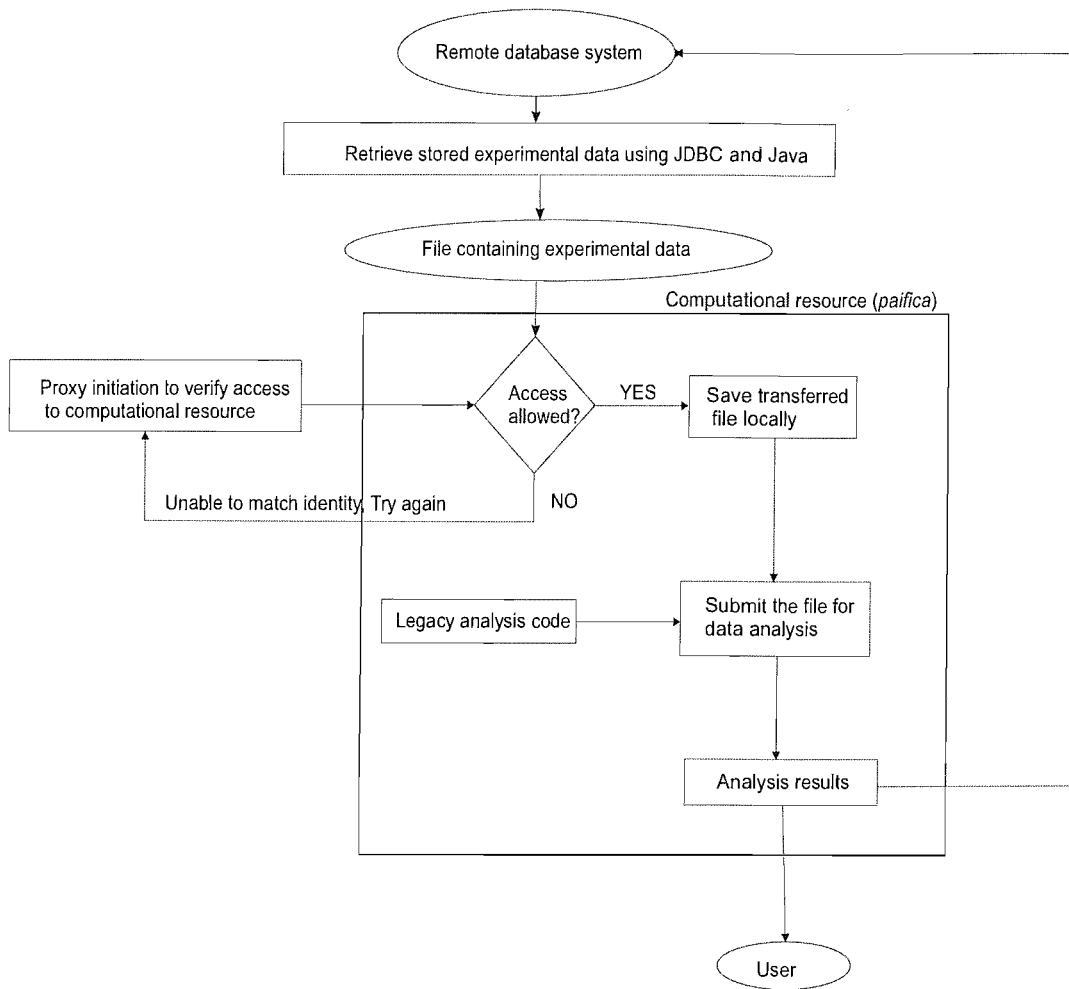 Remote database system
Retrieve stored experimental data using JDBC and Java
File containing experimental data
Computational resource (paifica)
Proxy initiation to verify access
to computational resource
Access
allowed?
YES
Save transferred
file locally
Unable to match identity, Try again
NO
Legacy analysis code
Submit the file for
data analysis
Analysis results
User